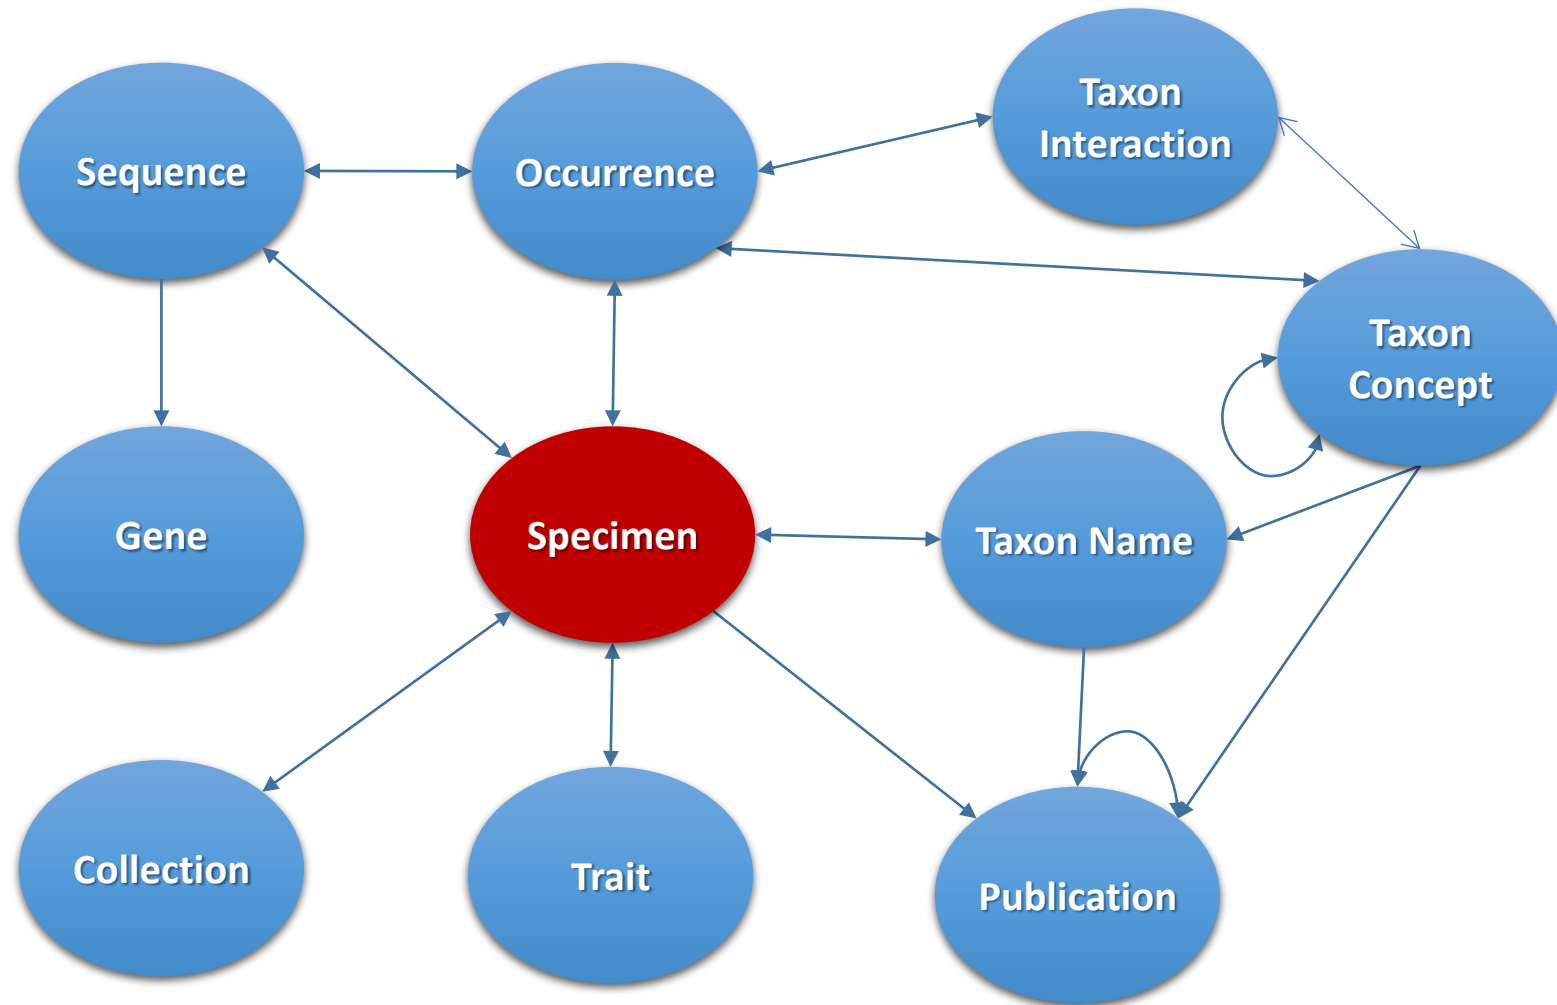 Taxon
Interaction
Sequence
Occurrence
Taxon
Concept
Gene
Specimen
Taxon Name
Collection
Trait
Publication